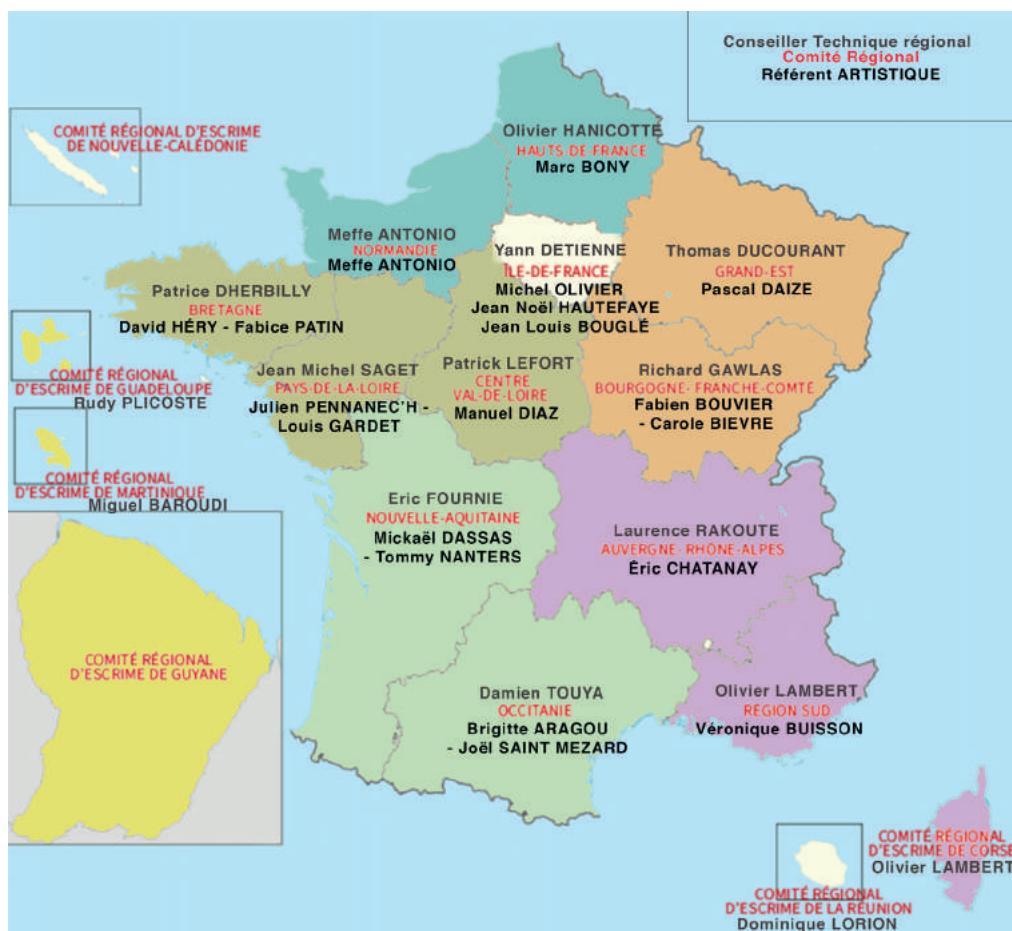 Conseiller Technique régional
Comité Régional
Référent ARTISTIQUE
COMITÉ RÉGIONAL D'ESCRIME
DE NOUVELLE-CALÉDONIE
Olivier HANICOTTE
HAUTS-DE-FRANCE
Marc BONY
Meffe ANTONIO
NORMANDIE
Meffe ANTONIO
Yann DETIENNE
ÎLE-DE-FRANCE
Michel OLIVIER
Jean Noël HAUTEFAYE
Jean Louis BOUGLÉ
Thomas DUCOURANT
GRAND-EST
Pascal DAIZE
Patrice DHERBILLY
BRETAGNE
David HÉRY - Fabice PATIN
COMITÉ RÉGIONAL
D'ESCRIME DE GUADELOUPE
Rudy PLICOSTE
Jean Michel SAGET
PAYS-DE-LA-LOIRE
Julien PENNANEC'H -
Louis GARDET
Patrick LEFORT
CENTRE
VAL-DE-LOIRE
Manuel DIAZ
Richard GAWLAS
BOURGOGNE- FRANCHE-COMTÉ
Fabien BOUVIER
- Carole BIEVRE
COMITÉ RÉGIONAL
D'ESCRIME DE MARTINIQUE
Miguel BAROUDI
Eric FOURNIE
NOUVELLE-AQUITAINE
Mickaël DASSAS
- Tommy NANTERS
Laurence RAKOUTE
AUVERGNE- RHÔNE-ALPES
Éric CHATANAY
COMITÉ RÉGIONAL
D'ESCRIME DE GUYANE
Damien TOUYA
OCCITANIE
Brigitte ARAGOU
- Joël SAINT MEZARD
Olivier LAMBERT
RÉGION SUD
Véronique BUISSON
COMITÉ RÉGIONAL
D'ESCRIME DE CORSE
Olivier LAMBERT
COMITÉ RÉGIONAL
D'ESCRIME DE LA RÉUNION
Dominique LORION